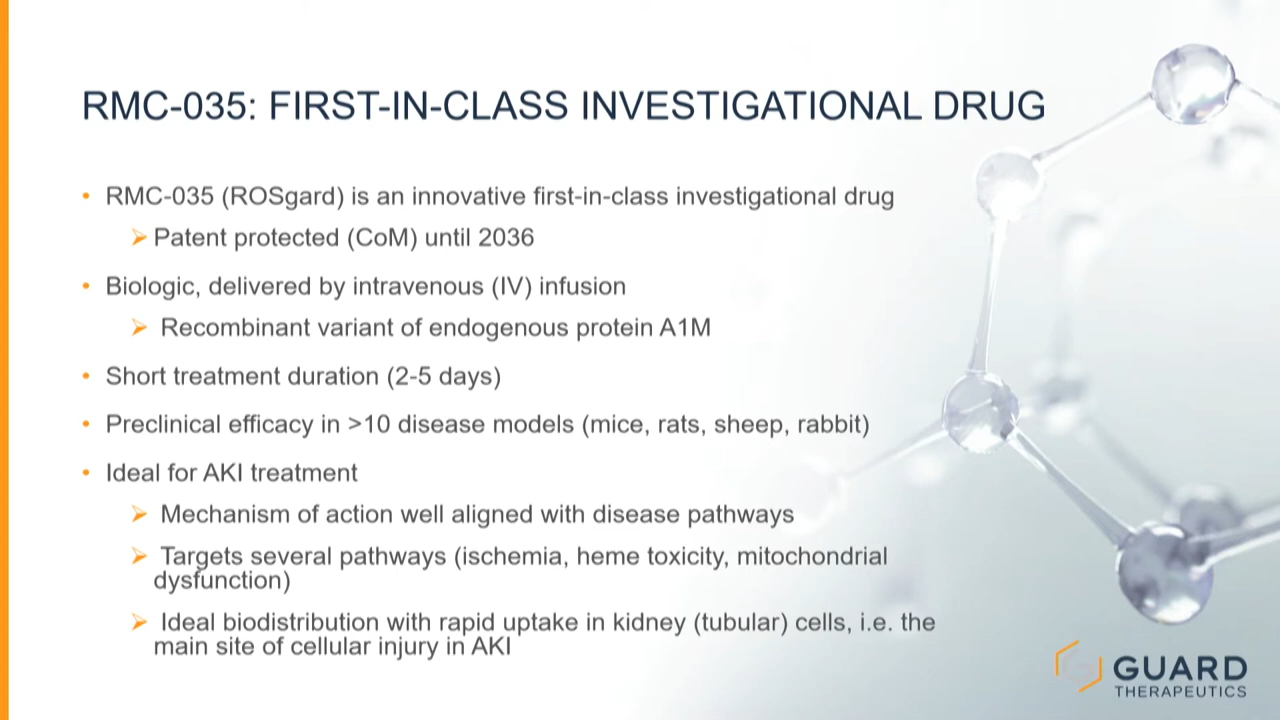 RMC-035: FIRST-IN-CLASS INVESTIGATIONAL DRUG
• RMC-035 (ROSgard) is an innovative first-in-class investigational drug
➢ Patent protected (CoM) until 2036
• Biologic, delivered by intravenous (IV) infusion
➢ Recombinant variant of endogenous protein A1M
• Short treatment duration (2-5 days)
• Preclinical efficacy in >10 disease models (mice, rats, sheep, rabbit)
• Ideal for AKI treatment
➢ Mechanism of action well aligned with disease pathways
➢ Targets several pathways (ischemia, heme toxicity, mitochondrial
dysfunction)
➢ Ideal biodistribution with rapid uptake in kidney (tubular) cells, i.e. the
main site of cellular injury in AKI
GUARD
THERAPEUTICS